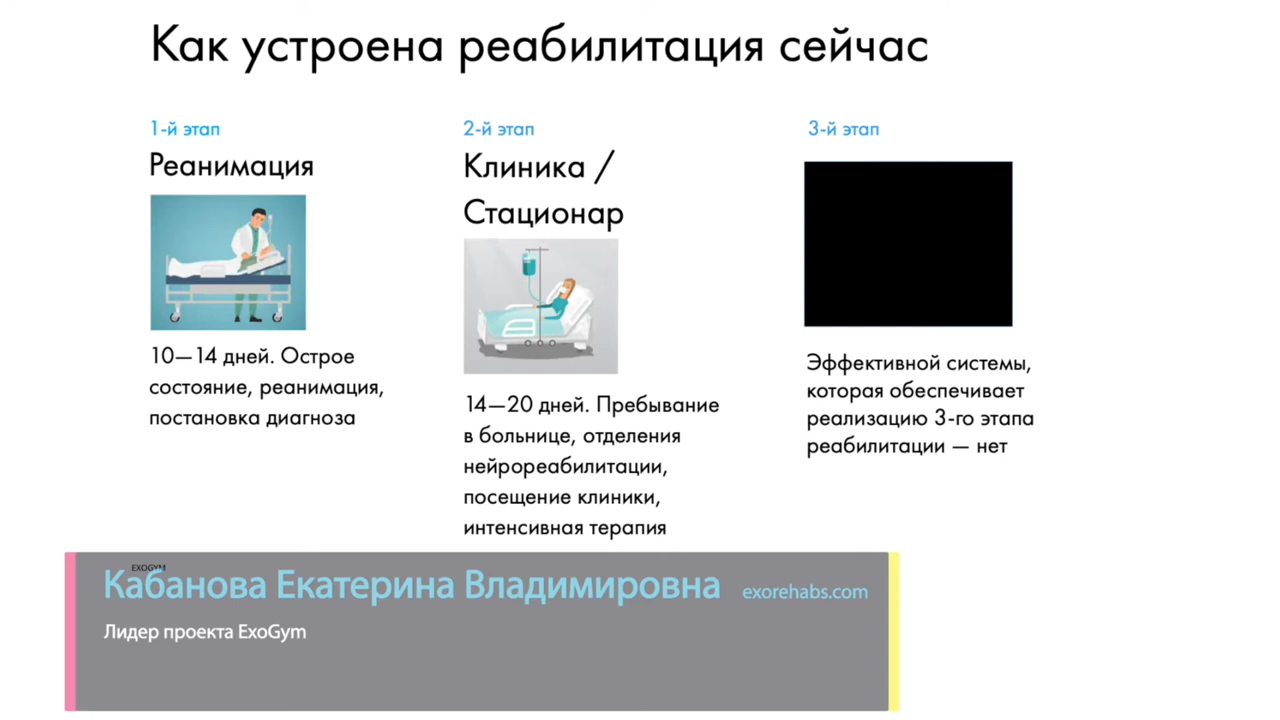 Как устроена реабилитация сейчас
1-й этап
Реанимация
10—14 дней. Острое
состояние, реанимация,
постановка диагноза
2-й этап
Клиника /
Стационар
14—20 дней. Пребывание
в больнице, отделения
нейрореабилитации,
посещение клиники,
интенсивная терапия
3-й этап
Эффективной системы,
которая обеспечивает
реализацию 3-го этапа
реабилитации — нет
EXOGYM
Кабанова Екатерина Владимировна
exorehabs.com
Лидер проекта ExoGym